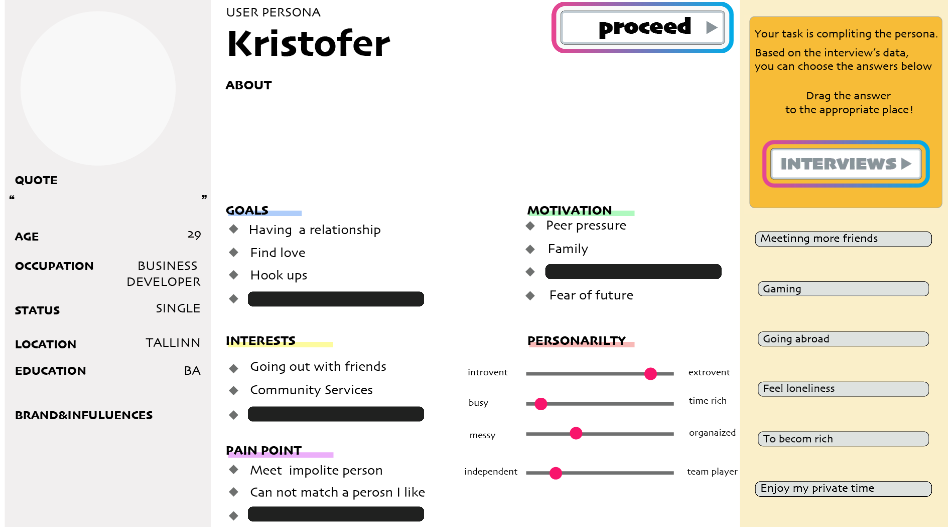 USER PERSONA
Kristofer
proceed
ABOUT
QUOTE
“ ”
AGE 29
OCCUPATION BUSINESS
DEVELOPER
STATUS SINGLE
LOCATION TALLINN
EDUCATION BA
BRAND&INFULUENCES
GOALS
Having a relationship
Find love
Hook ups
INTERESTS
Going out with friends
Community Services
PAIN POINT
Meet implolite person
Can not match a perosn I like
MOTIVATION
Peer pressure
Family
Fear of future
PERSONARILTY
introvent extrovent
busy time rich
messy organaized
independent team player
Your task is compliting the persona.
Based on the interview's data,
you can choose the answers below
Drag the answer
to the appropriate place!
INTERVIEWS
Meetinng more friends
Gaming
Going abroad
Feel loneliness
To becom rich
Enjoy my private time